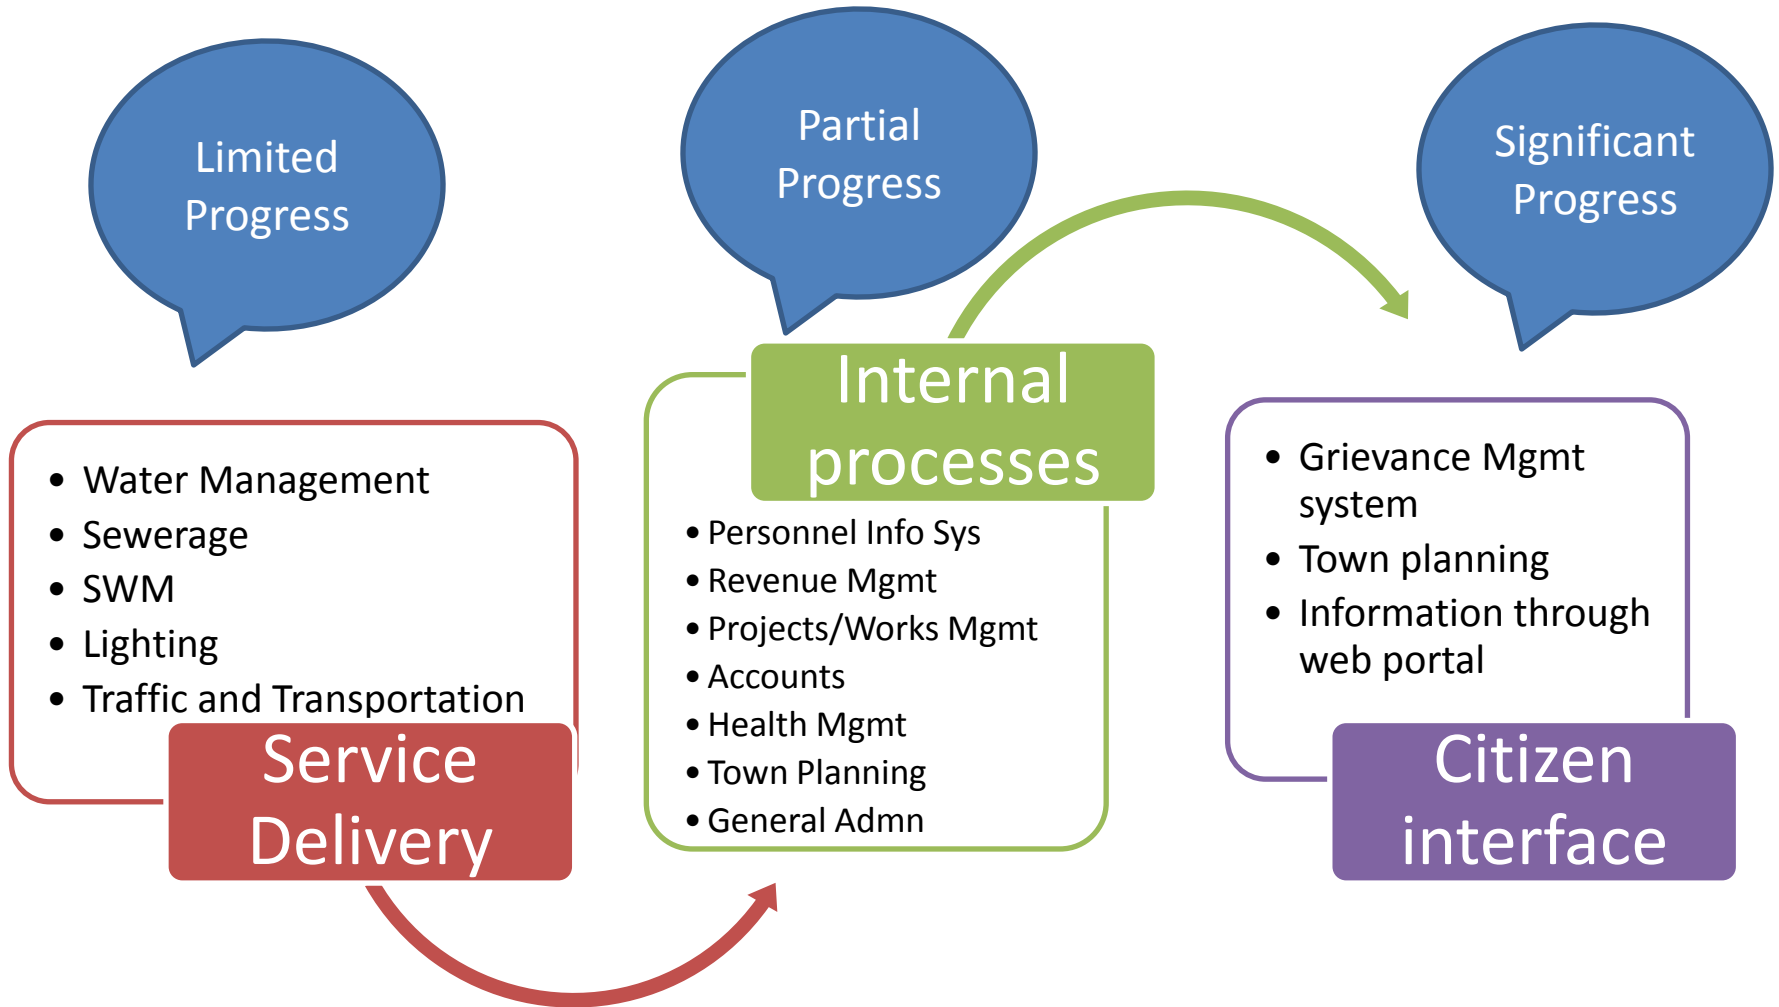 Limited
Progress
• Water Management
• Sewerage
• SWM
• Lighting
• Traffic and Transportation
Service
Delivery
Partial
Progress
Internal
processes
• Personnel Info Sys
• Revenue Mgmt
• Projects/Works Mgmt
• Accounts
• Health Mgmt
• Town Planning
• General Admn
Significant
Progress
• Grievance Mgmt
system
• Town planning
• Information through
web portal
Citizen
interface